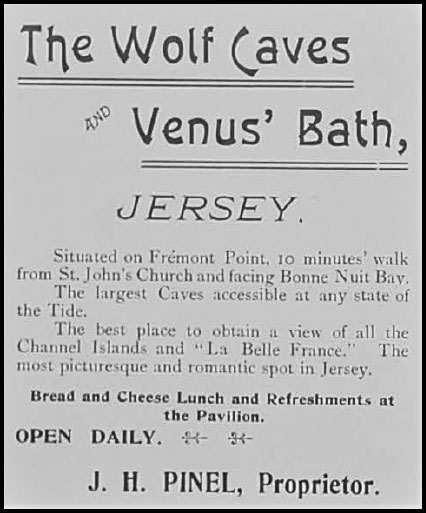 The Wolf Caves
AND Venus' Bath,
JERSEY.
Situated on Frémont Point, 10 minutes' walk
from St. John's Church and facing Bonne Nuit Bay.
The largest Caves accessible at any state of
the Tide.
The best place to obtain a view of all the
Channel Islands and "La Belle France." The
most picturesque and romantic spot in Jersey.
Bread and Cheese Lunch and Refreshments at
the Pavilion.
OPEN DAILY.
J. H. PINEL, Proprietor.